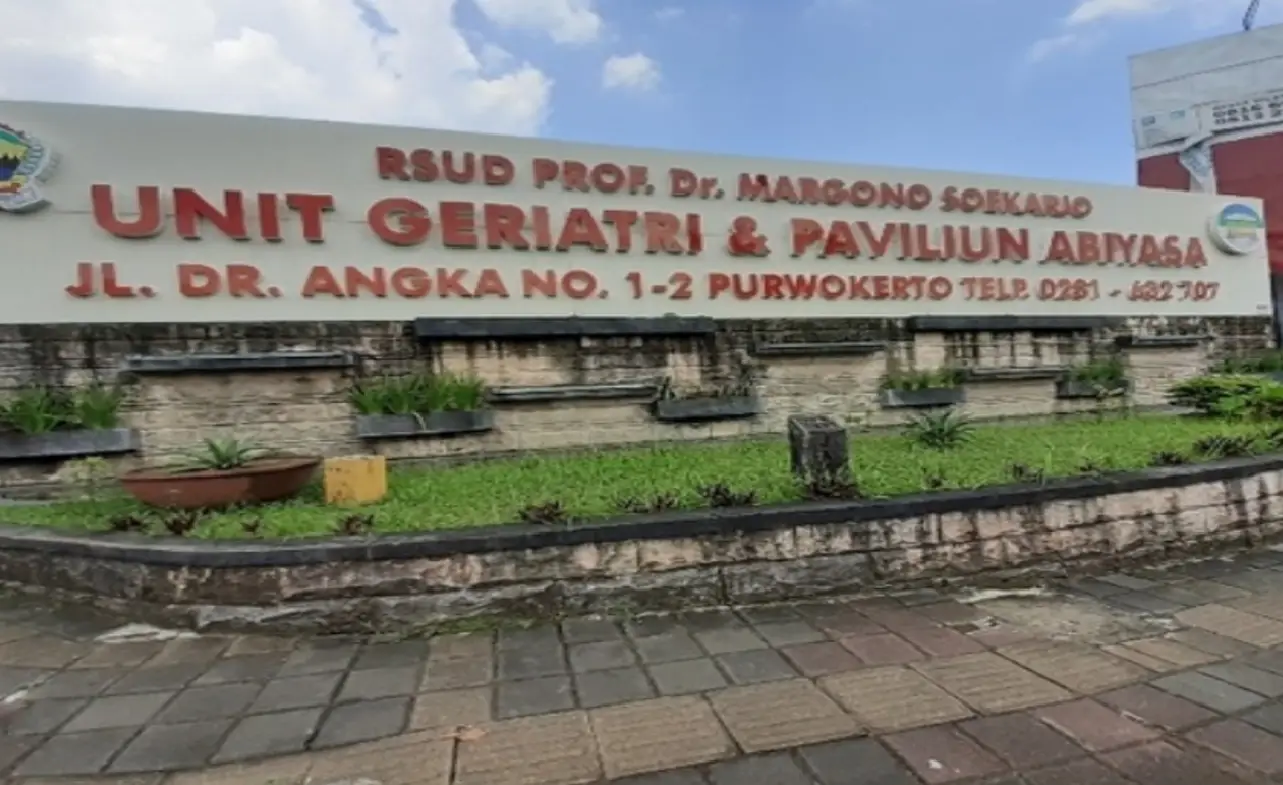 RSUD PROF. Dr. MARGONO SOEKARJO
UNIT GERIATRI & PAVILIUN ABIYASA
JL. DR. ANGKA NO. 1-2 PURWOKERTO TELP. 0281 - 632 707